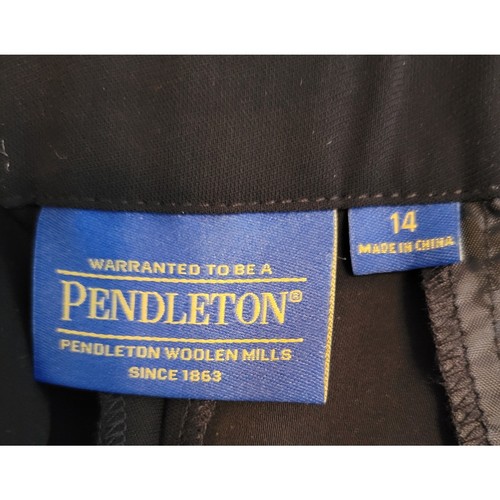 WARRANTED TO BE A
PENDLETON®
PENDLETON WOOLEN MILLS
SINCE 1863
14
MADE IN CHINA